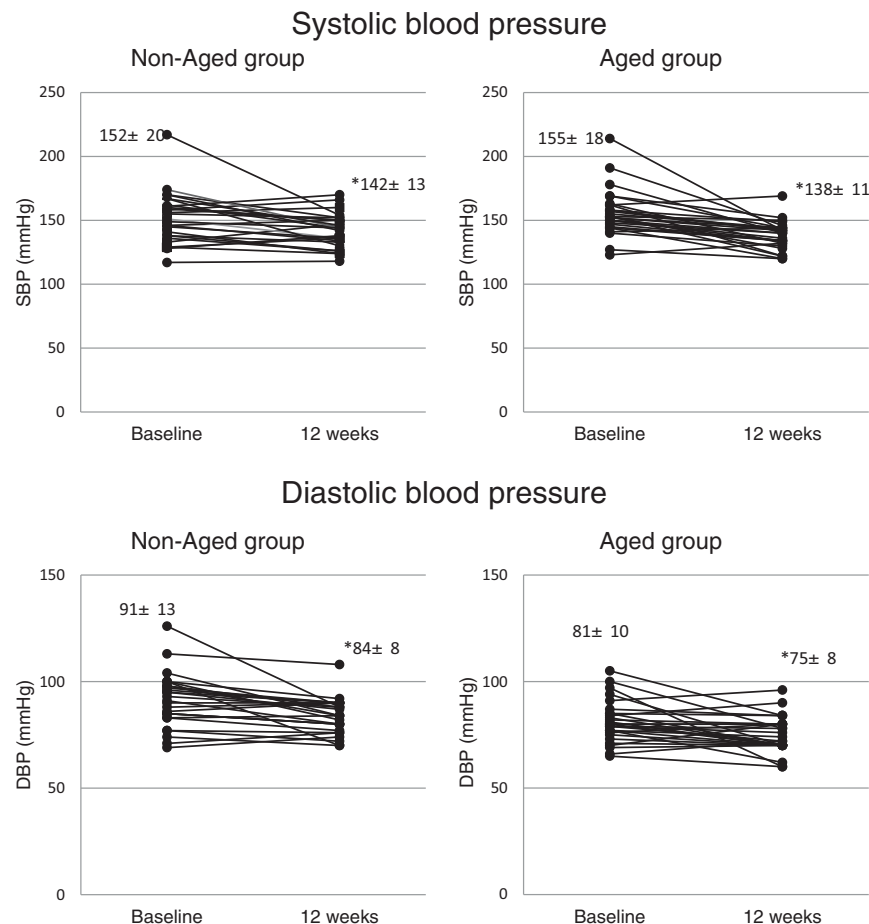 Systolic blood pressure
Non-Aged group
Aged group
250
200
150
100
50
0
SBP (mmHg)
152± 20
*142± 13
Baseline
12 weeks
250
200
150
100
50
0
SBP (mmHg)
155± 18
*138± 11
Baseline
12 weeks
Diastolic blood pressure
Non-Aged group
Aged group
150
100
50
0
DBP (mmHg)
91± 13
*84± 8
Baseline
12 weeks
150
100
50
0
DBP (mmHg)
81± 10
*75± 8
Baseline
12 weeks